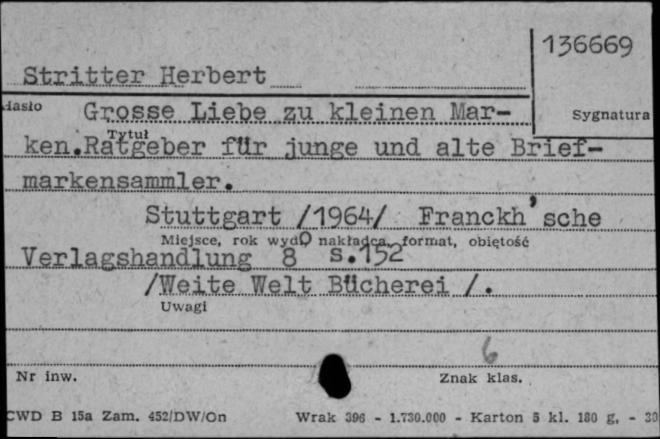 136669
Stritter Herbert
Hasło Grosse Liebe zu kleinen Mar-
Sygnatura
Tytuł
ken.Ratgeber für junge und alte Brief-
markensammler.
Stuttgart /1964/ Franckh'sche
Miejsce, rok wyd., nakładca, format, objętość
Verlagshandlung 8° s.152
/Weite Welt Bücherei /.
Uwagi
6
Nr inw. Znak klas.
CWD B 15a Zam. 452/DW/On Wrak 396 - 1.730.000 - Karton 5 kl. 180 g, - 30